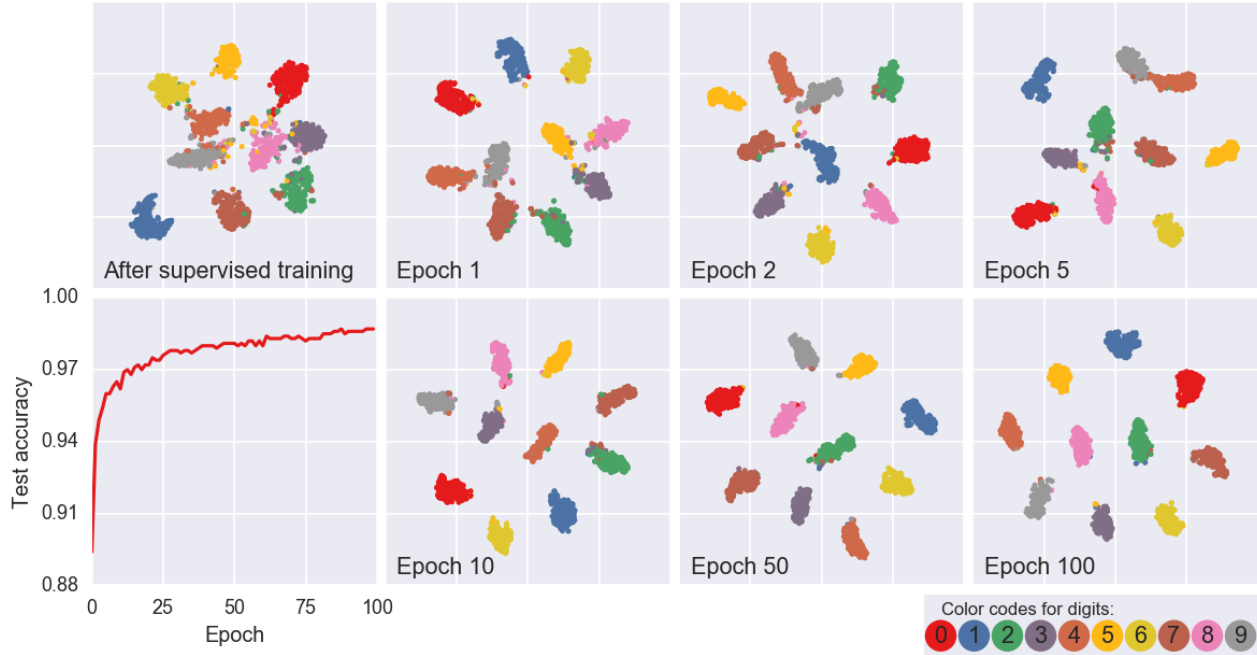 After supervised training
Epoch 1
Epoch 2
Epoch 5
1.00
0.97
0.94
0.91
0.88
Test accuracy
0
25
50
75
100
Epoch
Epoch 10
Epoch 50
Epoch 100
Color codes for digits:
0 1 2 3 4 5 6 7 8 9